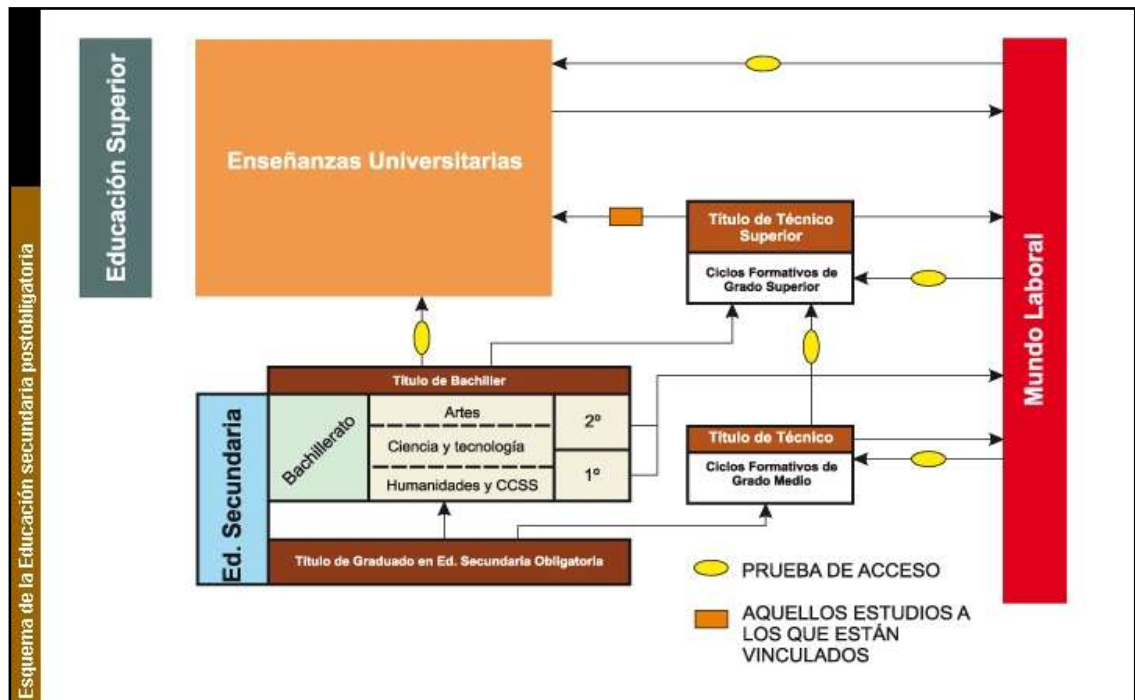 Esquema de la Educación secundaria postobligatoria
Educación Superior
Enseñanzas Universitarias
Mundo Laboral
Título de Técnico
Superior
Ciclos Formativos de
Grado Superior
Título de Bachiller
Ed. Secundaria
Bachillerato
Artes
Ciencia y tecnología
Humanidades y CCSS
2º
1º
Título de Técnico
Ciclos Formativos de
Grado Medio
Título de Graduado en Ed. Secundaria Obligatoria
PRUEBA DE ACCESO
AQUELLOS ESTUDIOS A
LOS QUE ESTÁN
VINCULADOS